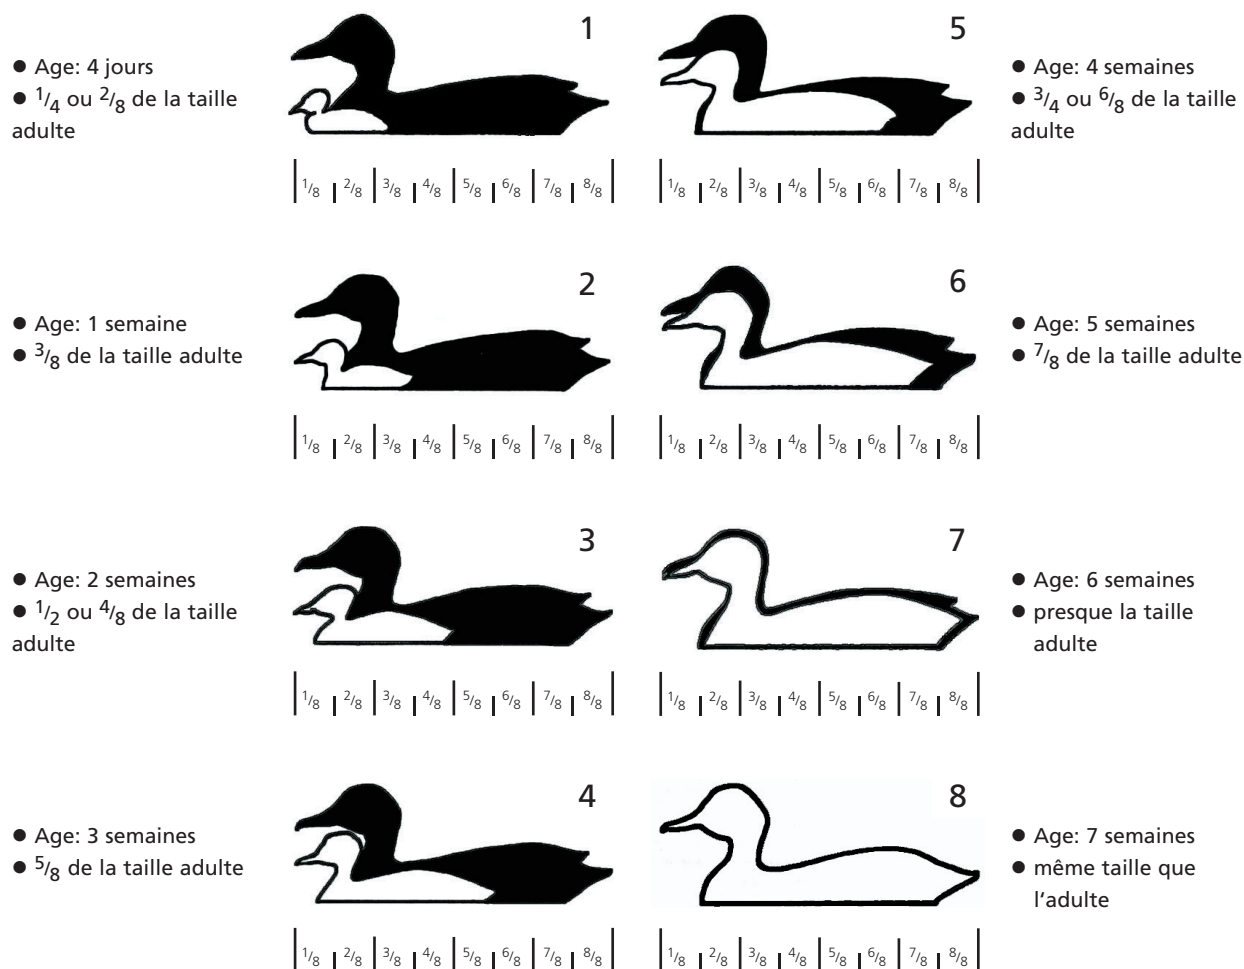 1
● Age: 4 jours
● 1/4 ou 2/8 de la taille
adulte
1/8 2/8 3/8 4/8 5/8 6/8 7/8 8/8
2
● Age: 1 semaine
● 3/8 de la taille adulte
1/8 2/8 3/8 4/8 5/8 6/8 7/8 8/8
3
● Age: 2 semaines
● 1/2 ou 4/8 de la taille
adulte
1/8 2/8 3/8 4/8 5/8 6/8 7/8 8/8
4
● Age: 3 semaines
● 5/8 de la taille adulte
1/8 2/8 3/8 4/8 5/8 6/8 7/8 8/8
5
● Age: 4 semaines
● 3/4 ou 6/8 de la taille
adulte
1/8 2/8 3/8 4/8 5/8 6/8 7/8 8/8
6
● Age: 5 semaines
● 7/8 de la taille adulte
1/8 2/8 3/8 4/8 5/8 6/8 7/8 8/8
7
● Age: 6 semaines
● presque la taille
adulte
1/8 2/8 3/8 4/8 5/8 6/8 7/8 8/8
8
● Age: 7 semaines
● même taille que
l'adulte
1/8 2/8 3/8 4/8 5/8 6/8 7/8 8/8